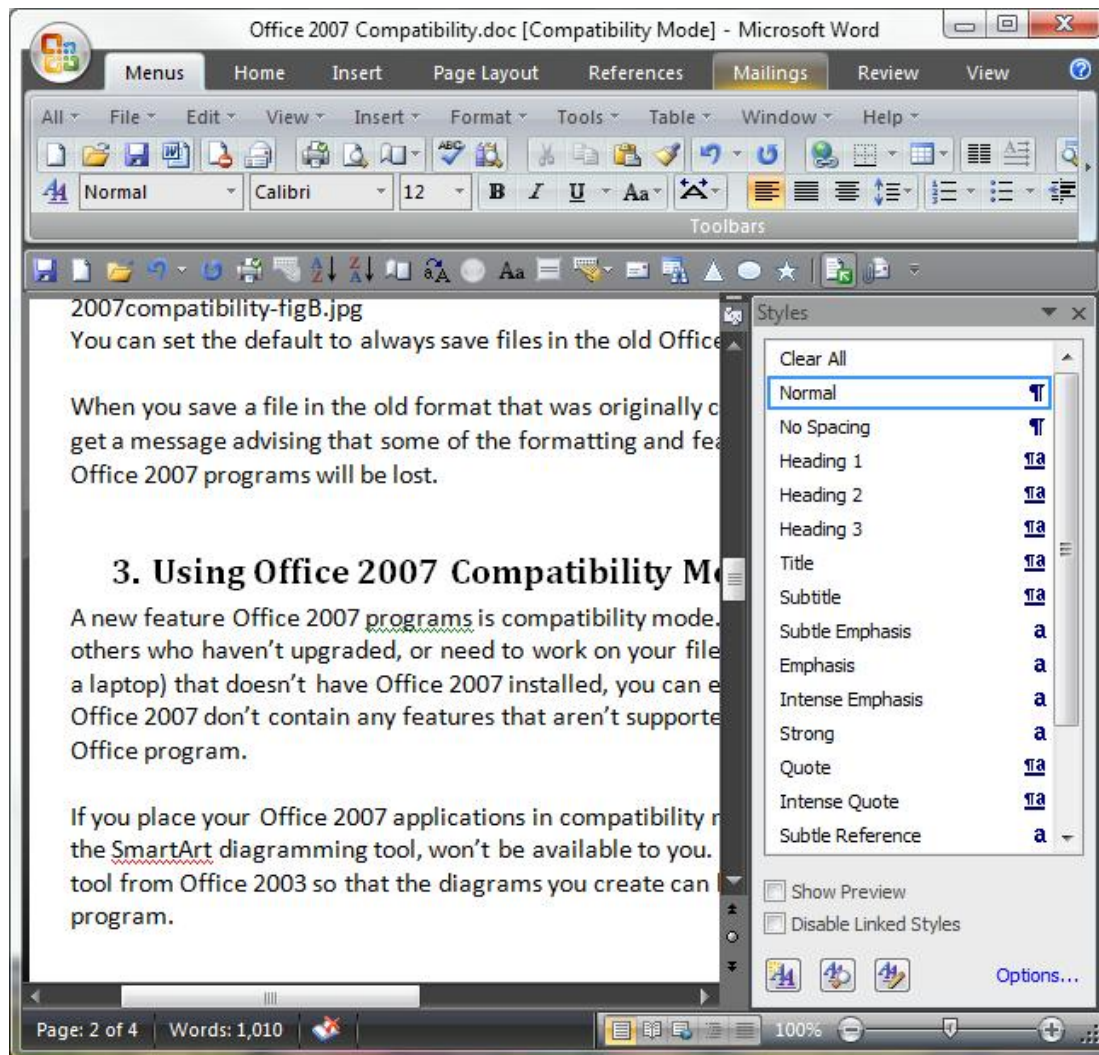 Office 2007 Compatibility.doc [Compatibility Mode] - Microsoft Word
Menus Home Insert Page Layout References Mailings Review View
All File Edit View Insert Format Tools Table Window Help
ABC
Normal Calibri 12 B I U Aa
Toolbars
Aa
2007compatibility-figB.jpg
You can set the default to always save files in the old Office
When you save a file in the old format that was originally c
get a message advising that some of the formatting and fea
Office 2007 programs will be lost.
3. Using Office 2007 Compatibility Mo
A new feature Office 2007 programs is compatibility mode.
others who haven’t upgraded, or need to work on your file
a laptop) that doesn’t have Office 2007 installed, you can e
Office 2007 don’t contain any features that aren’t supporte
Office program.
If you place your Office 2007 applications in compatibility
the SmartArt diagramming tool, won’t be available to you.
tool from Office 2003 so that the diagrams you create can
program.
Styles
Clear All
Normal ¶
No Spacing ¶
Heading 1 ¶a
Heading 2 ¶a
Heading 3 ¶a
Title ¶a
Subtitle ¶a
Subtle Emphasis a
Emphasis a
Intense Emphasis a
Strong a
Quote ¶a
Intense Quote ¶a
Subtle Reference a
Show Preview
Disable Linked Styles
Options...
Page: 2 of 4 Words: 1,010 100%